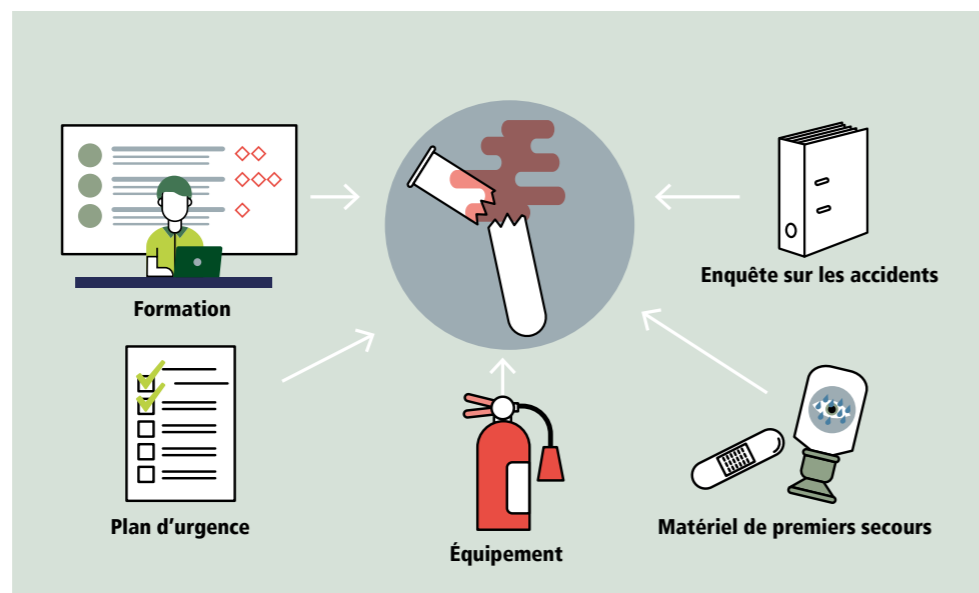 Formation
Enquête sur les accidents
Plan d’urgence
Équipement
Matériel de premiers secours